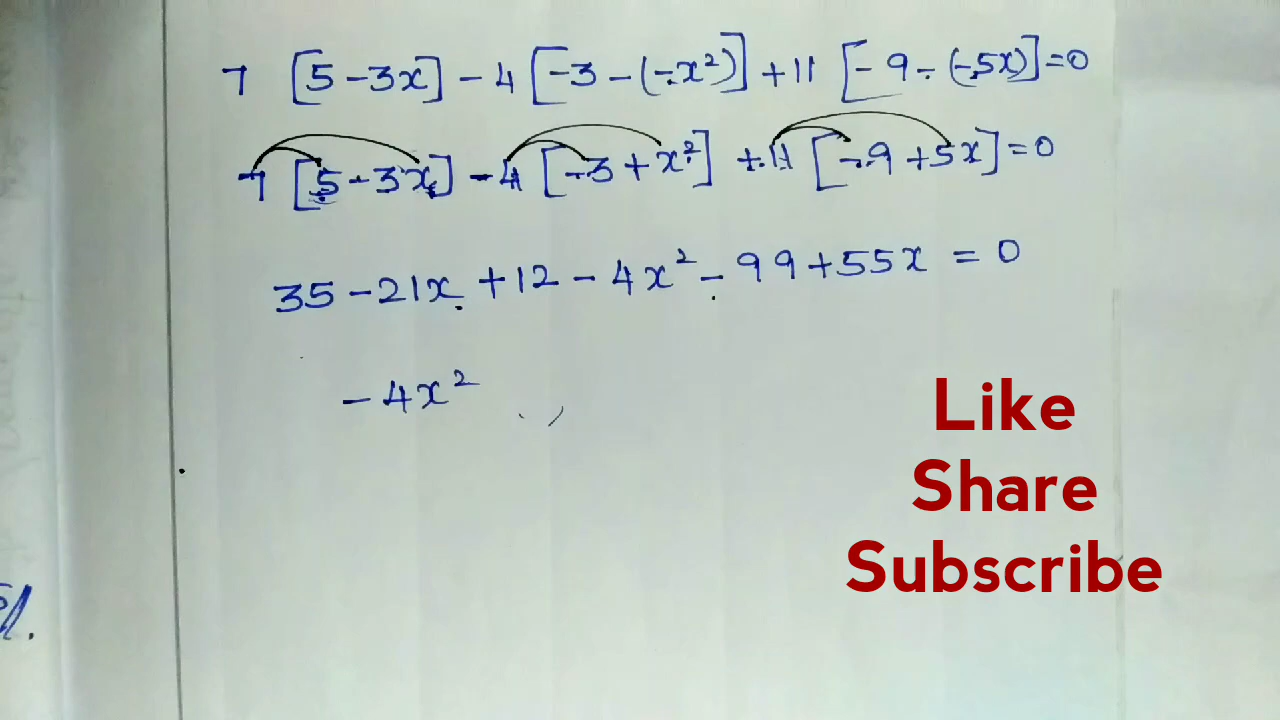 7 [5 - 3x] - 4 [-3 - (-x²)] + 11 [-9 - (-5x)] = 0
7 [5 - 3x] - 4 [-3 + x²] + 11 [-9 + 5x] = 0
35 - 21x + 12 - 4x² - 99 + 55x = 0
- 4x²
Like
Share
Subscribe